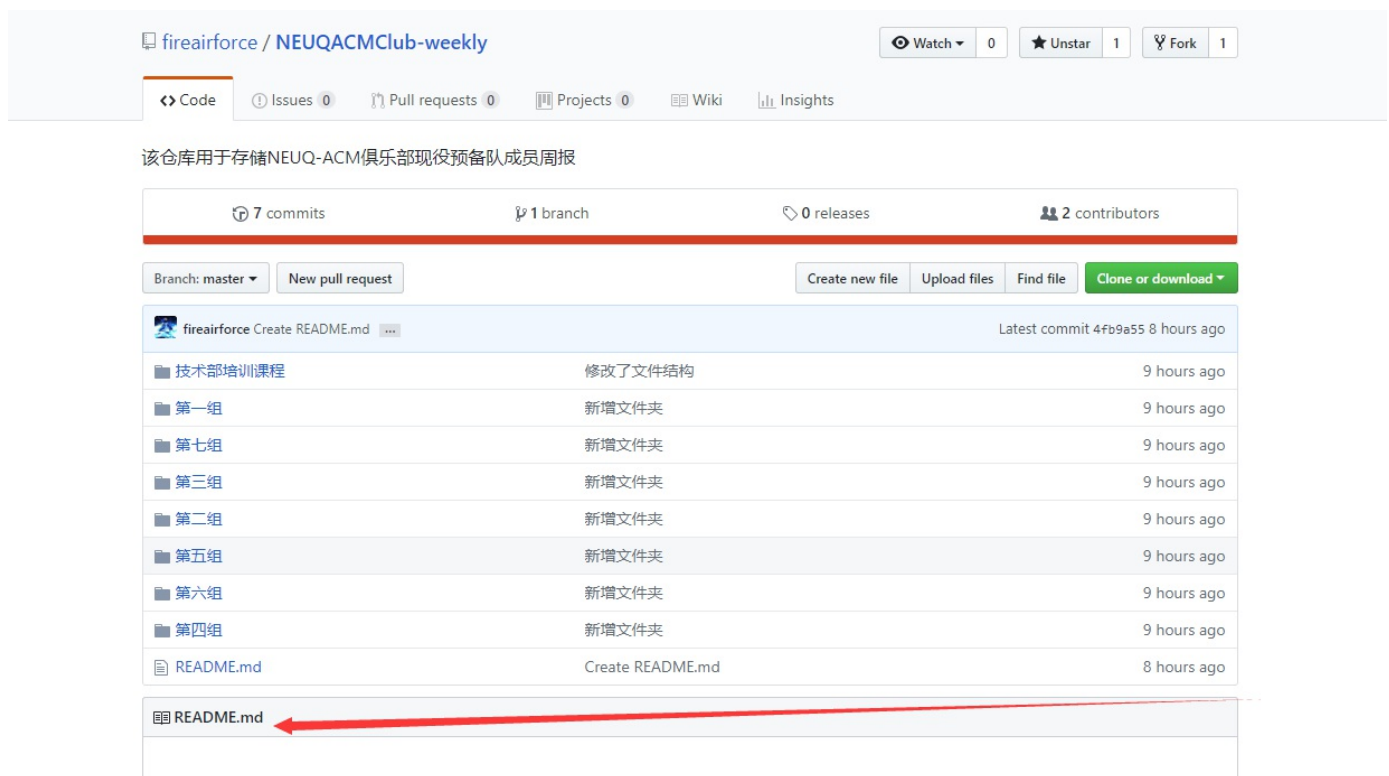 fireairforce / NEUQACMClub-weekly
Watch 0 Unstar 1 Fork 1
Code Issues 0 Pull requests 0 Projects 0 Wiki Insights
该仓库用于存储NEUQ-ACM俱乐部现役预备队成员周报
7 commits 1 branch 0 releases 2 contributors
Branch: master New pull request Create new file Upload files Find file Clone or download
fireairforce Create README.md ... Latest commit 4fb9a55 8 hours ago
技术部培训课程 修改了文件结构 9 hours ago
第一组 新增文件夹 9 hours ago
第七组 新增文件夹 9 hours ago
第三组 新增文件夹 9 hours ago
第二组 新增文件夹 9 hours ago
第五组 新增文件夹 9 hours ago
第六组 新增文件夹 9 hours ago
第四组 新增文件夹 9 hours ago
README.md Create README.md 8 hours ago
README.md